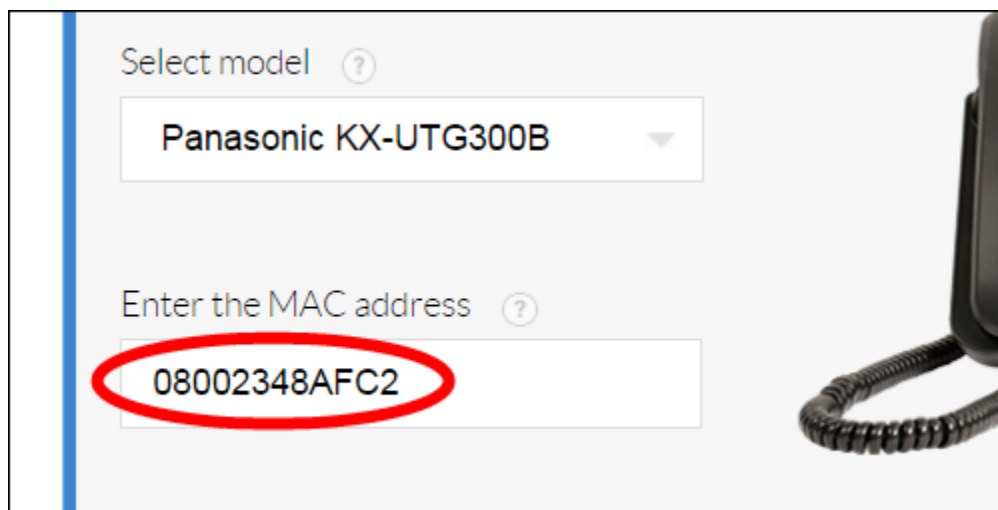 Select model ?
Panasonic KX-UTG300B
Enter the MAC address ?
08002348AFC2